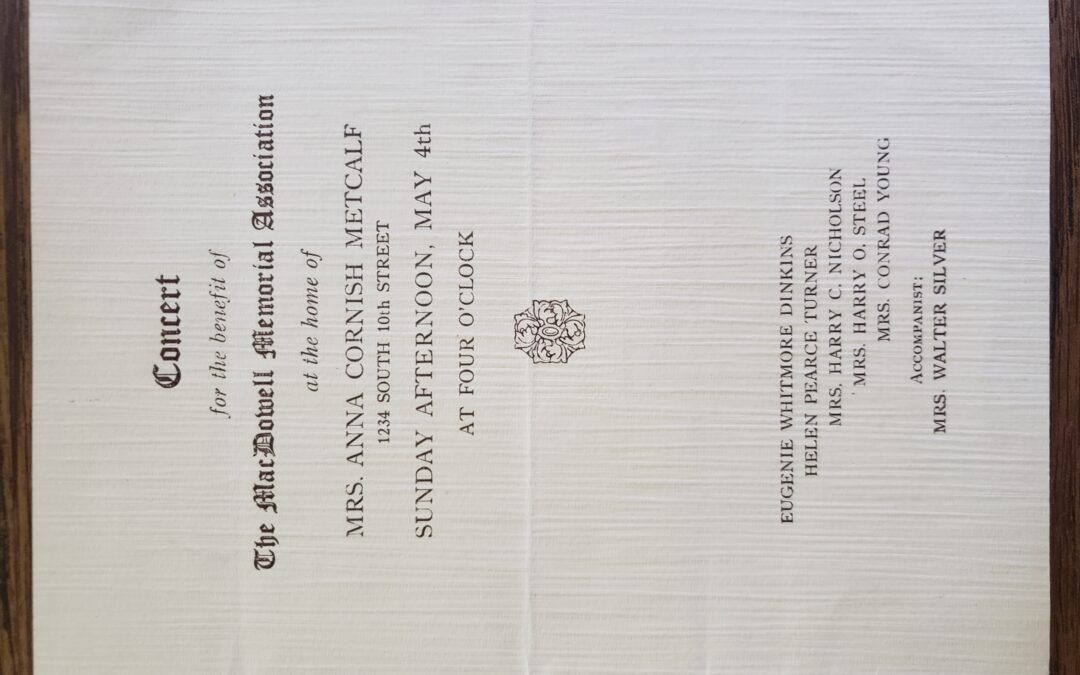 Concert
for the benefit of
The MacDowell Memorial Association
at the home of
MRS. ANNA CORNISH METCALF
1234 SOUTH 10th STREET
SUNDAY AFTERNOON, MAY 4th
AT FOUR O'CLOCK
EUGENIE WHITMORE DINKINS
HELEN PEARCE TURNER
MRS. HARRY C. NICHOLSON
MRS. HARRY O. STEEL
MRS. CONRAD YOUNG
ACCOMPANIST:
MRS. WALTER SILVER